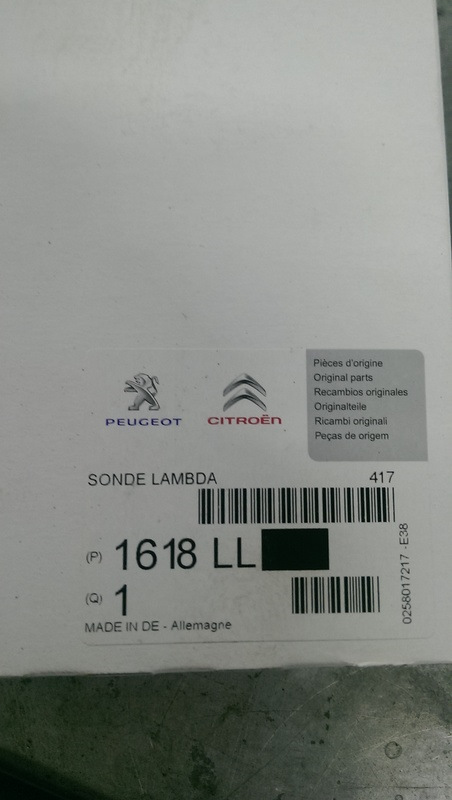 PEUGEOT
CITROËN
Pièces d'origine
Original parts
Recambios originales
Originalteile
Ricambi originali
Peças de origem
SONDE LAMBDA 417
(P) 1618 LL
(Q) 1
MADE IN DE - Allemagne
0258017217 - E38